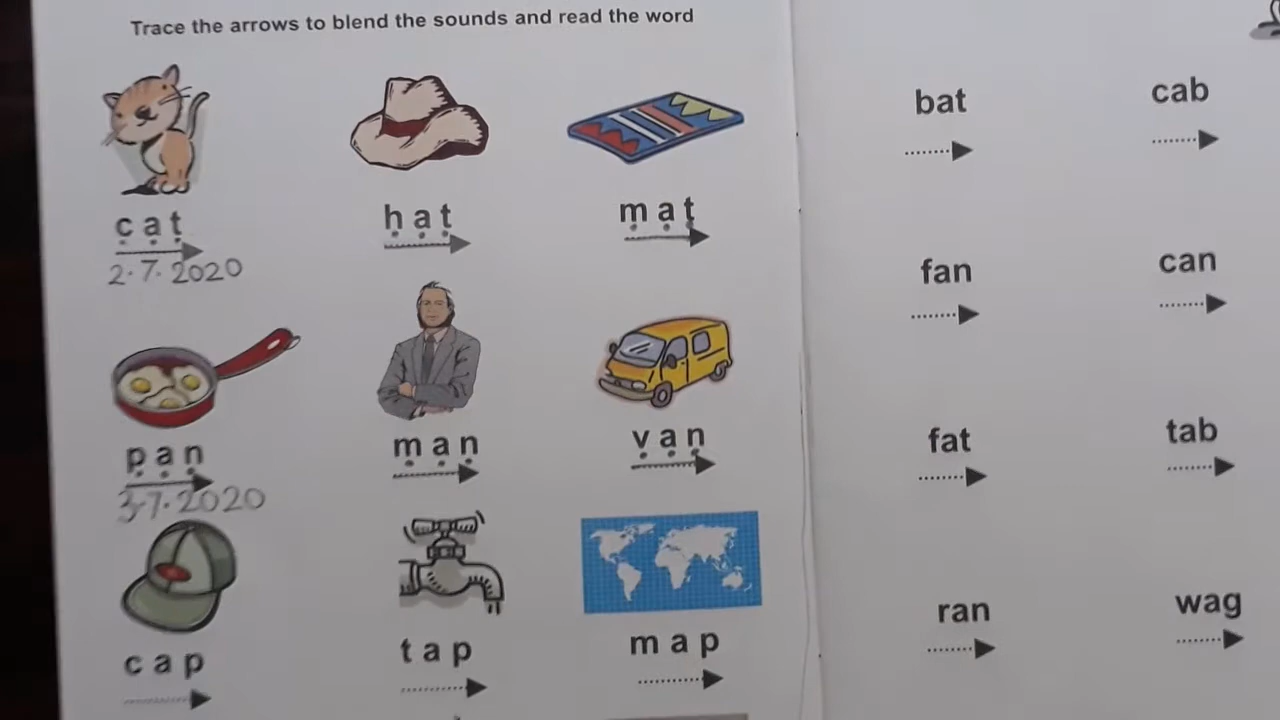 Trace the arrows to blend the sounds and read the word
cat hat mat
2.7.2020
pan man van
3.7.2020
cap tap map
bat cab
fan can
fat tab
ran wag